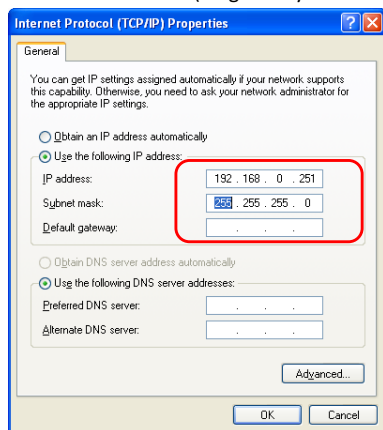 Internet Protocol (TCP/IP) Properties
General
You can get IP settings assigned automatically if your network supports
this capability. Otherwise, you need to ask your network administrator for
the appropriate IP settings.
Obtain an IP address automatically
Use the following IP address:
IP address: 192 . 168 . 0 . 251
Subnet mask: 255 . 255 . 255 . 0
Default gateway: . . .
Obtain DNS server address automatically
Use the following DNS server addresses:
Preferred DNS server: . . .
Alternate DNS server: . . .
Advanced...
OK Cancel